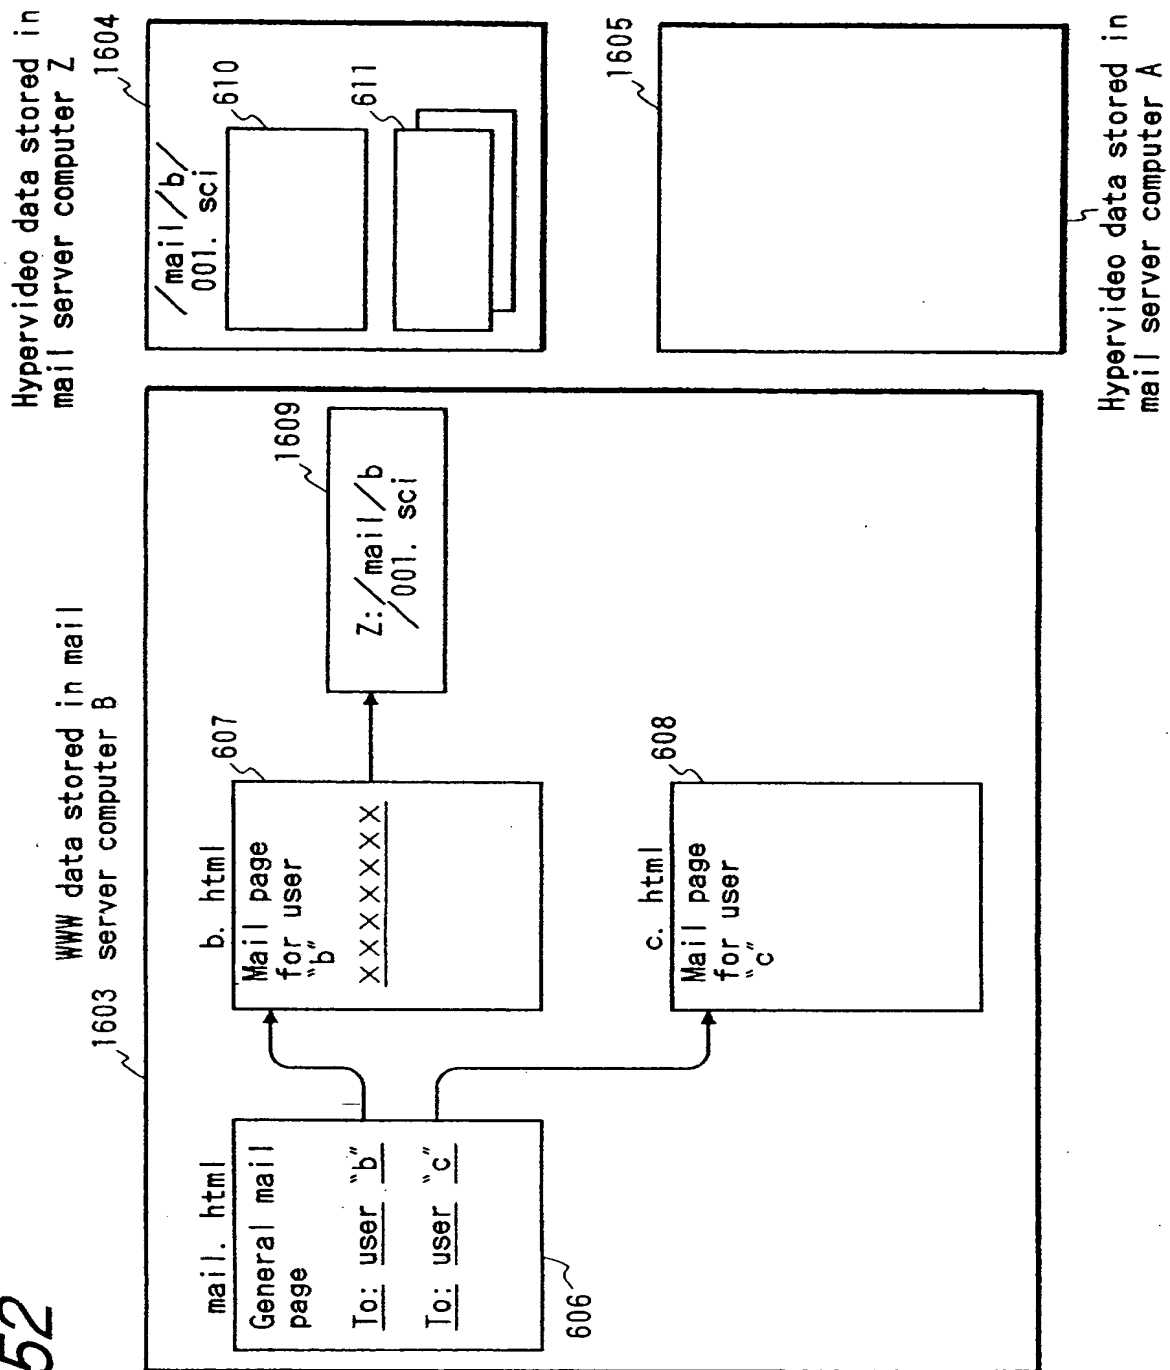 52
WWW data stored in mail
server computer B
1603
mail. html
General mail
page
To: user "b"
To: user "c"
606
b. html
607
Mail page
for user
"b"
XXXXXXX
c. html
608
Mail page
for user
"c"
1609
Z:/mail/b
/001. sci
Hypervideo data stored in
mail server computer Z
1604
/mail/b/
001. sci
610
611
1605
Hypervideo data stored in
mail server computer A